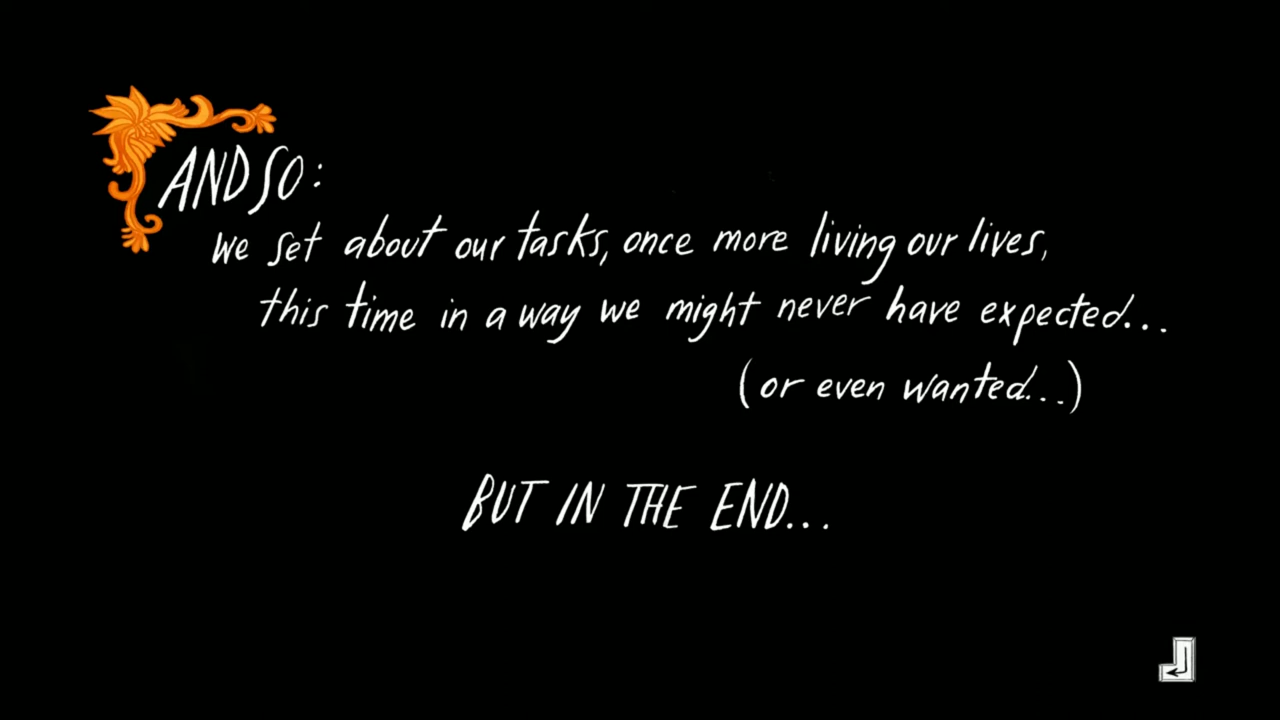 AND SO:
we set about our tasks, once more living our lives,
this time in a way we might never have expected...
(or even wanted...)
BUT IN THE END...